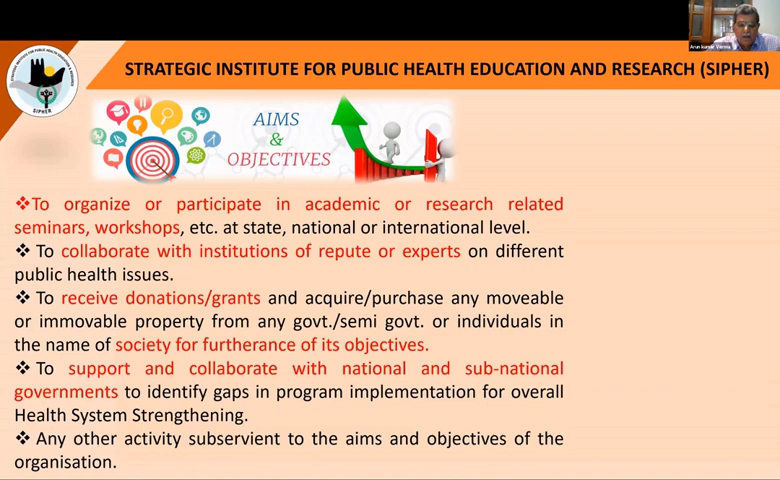 Arun kumar Verma
STRATEGIC INSTITUTE FOR PUBLIC HEALTH EDUCATION AND RESEARCH (SIPHER)
SIPHER
AIMS
&
OBJECTIVES
❖To organize or participate in academic or research related
seminars, workshops, etc. at state, national or international level.
❖ To collaborate with institutions of repute or experts on different
public health issues.
❖ To receive donations/grants and acquire/purchase any moveable
or immovable property from any govt./semi govt. or individuals in
the name of society for furtherance of its objectives.
❖ To support and collaborate with national and sub-national
governments to identify gaps in program implementation for overall
Health System Strengthening.
❖ Any other activity subservient to the aims and objectives of the
organisation.